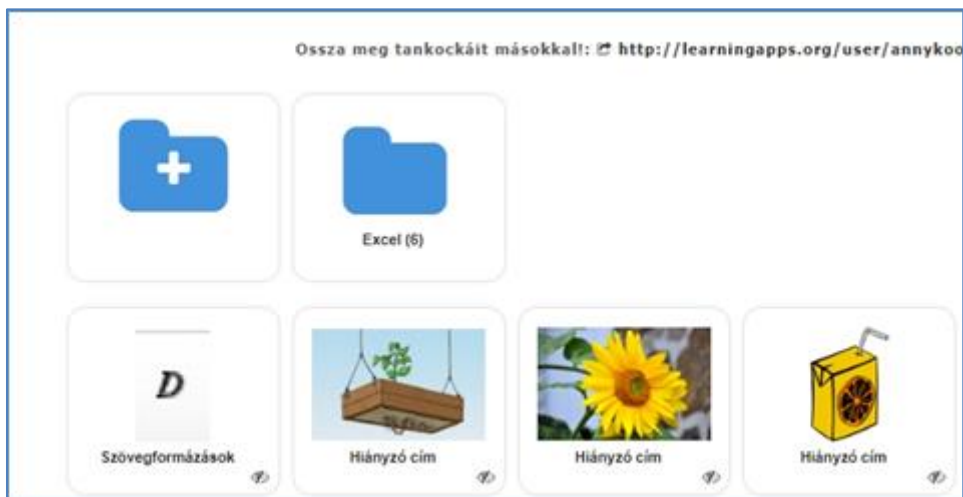 Ossza meg tankockáit másokkal!: http://learningapps.org/user/annykoo
Excel (6)
D
Szövegformázások
Hiányzó cím
Hiányzó cím
Hiányzó cím